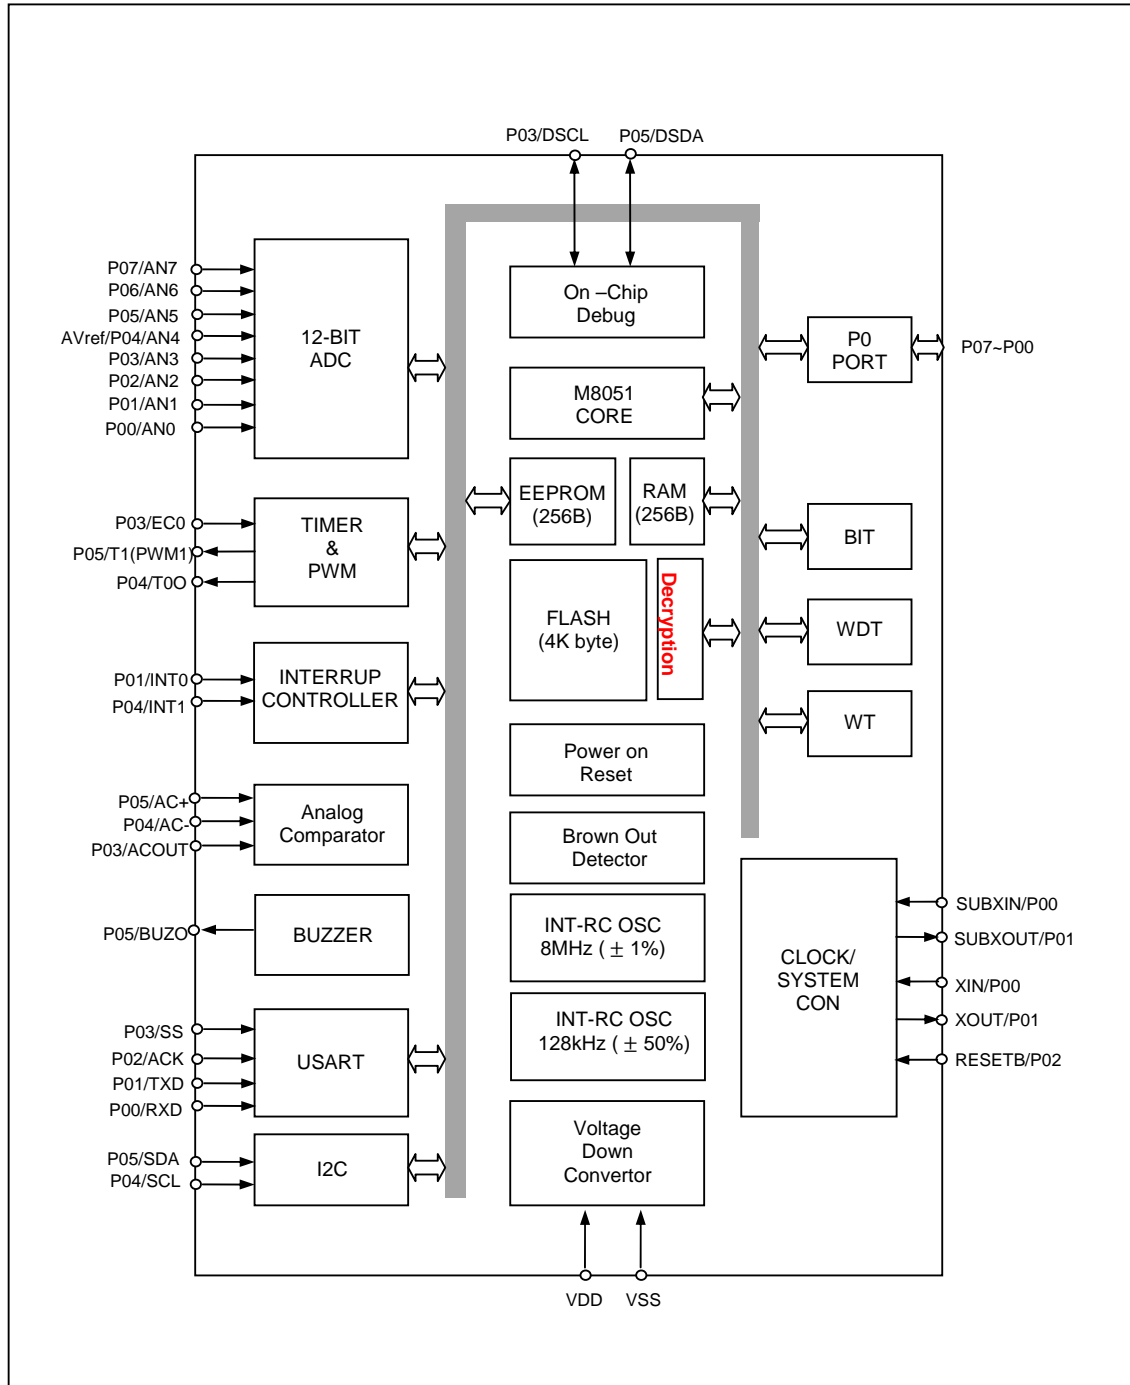 P03/DSCL
P05/DSDA
P07/AN7
P06/AN6
P05/AN5
AVref/P04/AN4
P03/AN3
P02/AN2
P01/AN1
P00/AN0
12-BIT
ADC
On –Chip
Debug
P0
PORT
P07~P00
M8051
CORE
EEPROM
(256B)
RAM
(256B)
P03/EC0
P05/T1(PWM1)
P04/T0O
TIMER
&
PWM
BIT
FLASH
(4K byte)
Decryption
WDT
P01/INT0
P04/INT1
INTERRUP
CONTROLLER
WT
Power on
Reset
P05/AC+
P04/AC-
P03/ACOUT
Analog
Comparator
Brown Out
Detector
P05/BUZO
BUZZER
INT-RC OSC
8MHz ( ± 1%)
CLOCK/
SYSTEM
CON
SUBXIN/P00
SUBXOUT/P01
XIN/P00
XOUT/P01
RESETB/P02
INT-RC OSC
128kHz ( ± 50%)
P03/SS
P02/ACK
P01/TXD
P00/RXD
USART
P05/SDA
P04/SCL
I2C
Voltage
Down
Convertor
VDD
VSS